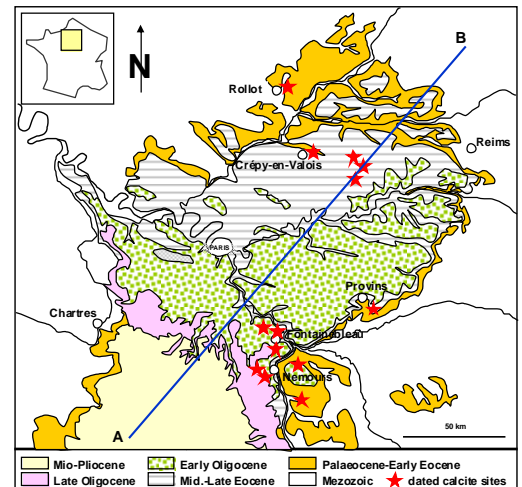 N
B
Rollot
Reims
Crépy-en-Valois
PARIS
Provins
Chartres
Fontainebleau
Nemours
A
50 km
Mio-Pliocene
Early Oligocene
Palaeocene-Early Eocene
Late Oligocene
Mid.-Late Eocene
Mezozoic
dated calcite sites